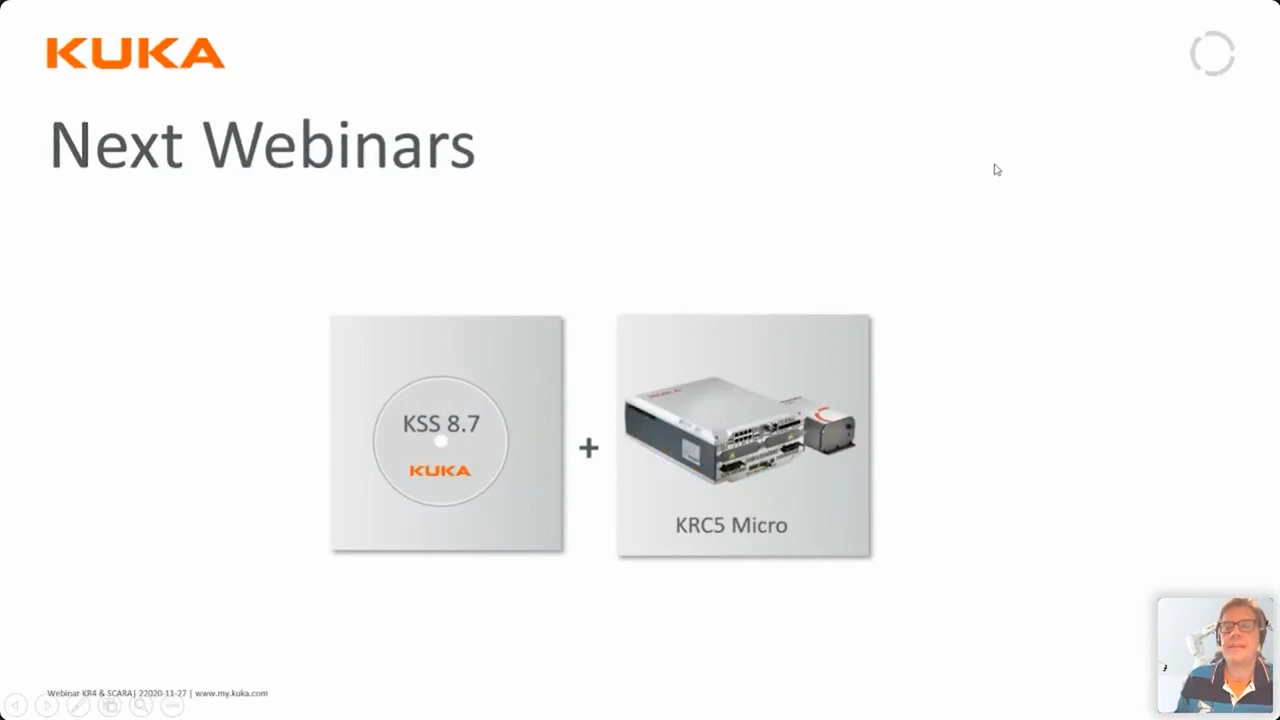 KUKA
Next Webinars
KSS 8.7
KUKA
+
KUKA
KRC5 Micro
Webinar KR4 & SCARA| 22020-11-27 | www.my.kuka.com